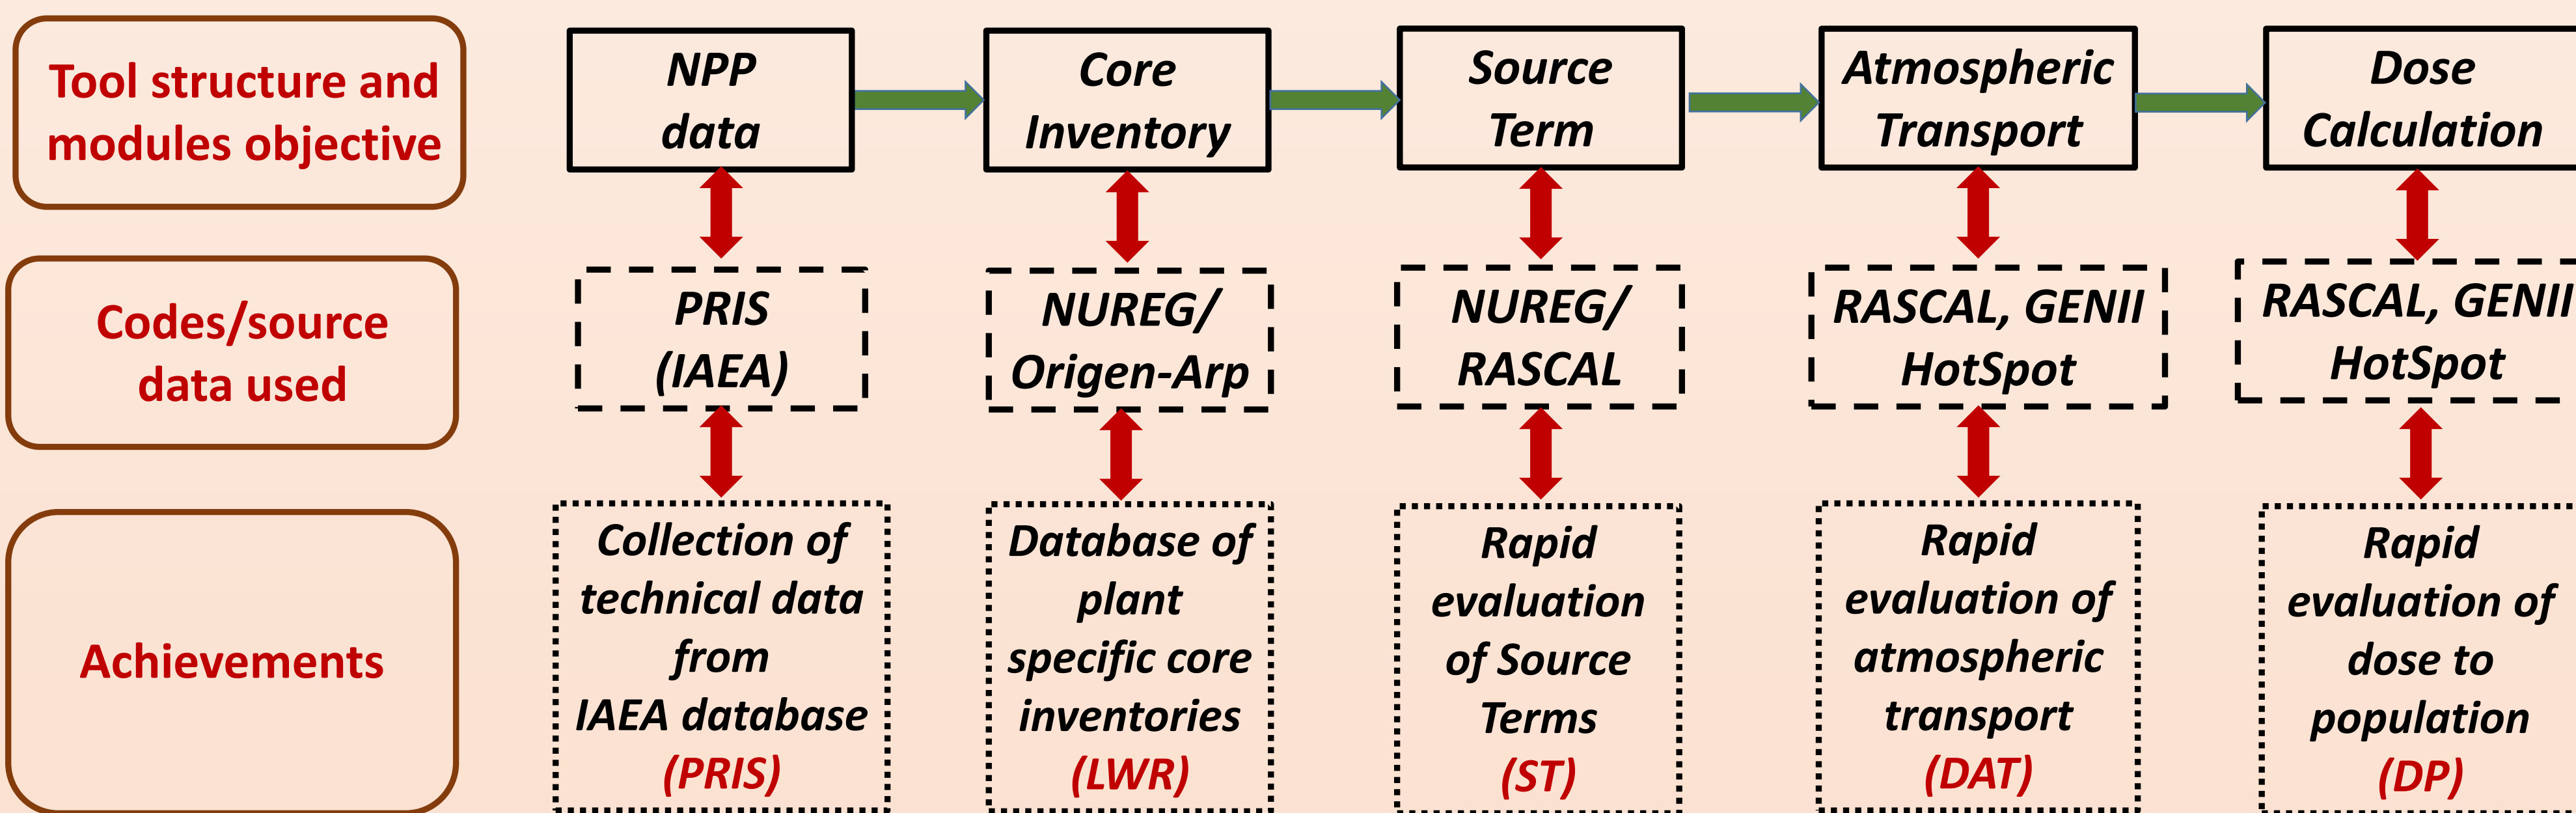 Tool structure and
modules objective
NPP
data
Core
Inventory
Source
Term
Atmospheric
Transport
Dose
Calculation
Codes/source
data used
PRIS
(IAEA)
NUREG/
Origen-Arp
NUREG/
RASCAL
RASCAL, GENII
HotSpot
RASCAL, GENII
HotSpot
Achievements
Collection of
technical data
from
IAEA database
(PRIS)
Database of
plant
specific core
inventories
(LWR)
Rapid
evaluation
of Source
Terms
(ST)
Rapid
evaluation of
atmospheric
transport
(DAT)
Rapid
evaluation of
dose to
population
(DP)